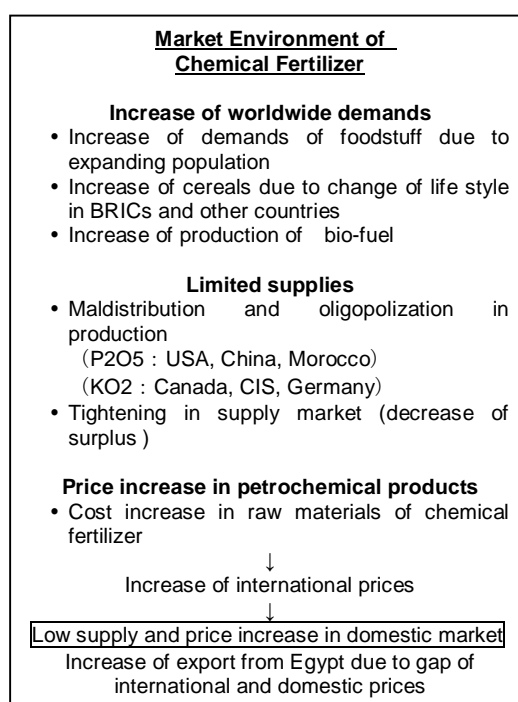 Market Environment of
Chemical Fertilizer
Increase of worldwide demands
• Increase of demands of foodstuff due to
expanding population
• Increase of cereals due to change of life style
in BRICs and other countries
• Increase of production of bio-fuel
Limited supplies
• Maldistribution and oligopolization in
production
(P2O5：USA, China, Morocco)
(KO2：Canada, CIS, Germany)
• Tightening in supply market (decrease of
surplus )
Price increase in petrochemical products
• Cost increase in raw materials of chemical
fertilizer
↓
Increase of international prices
↓
Low supply and price increase in domestic market
Increase of export from Egypt due to gap of
international and domestic prices